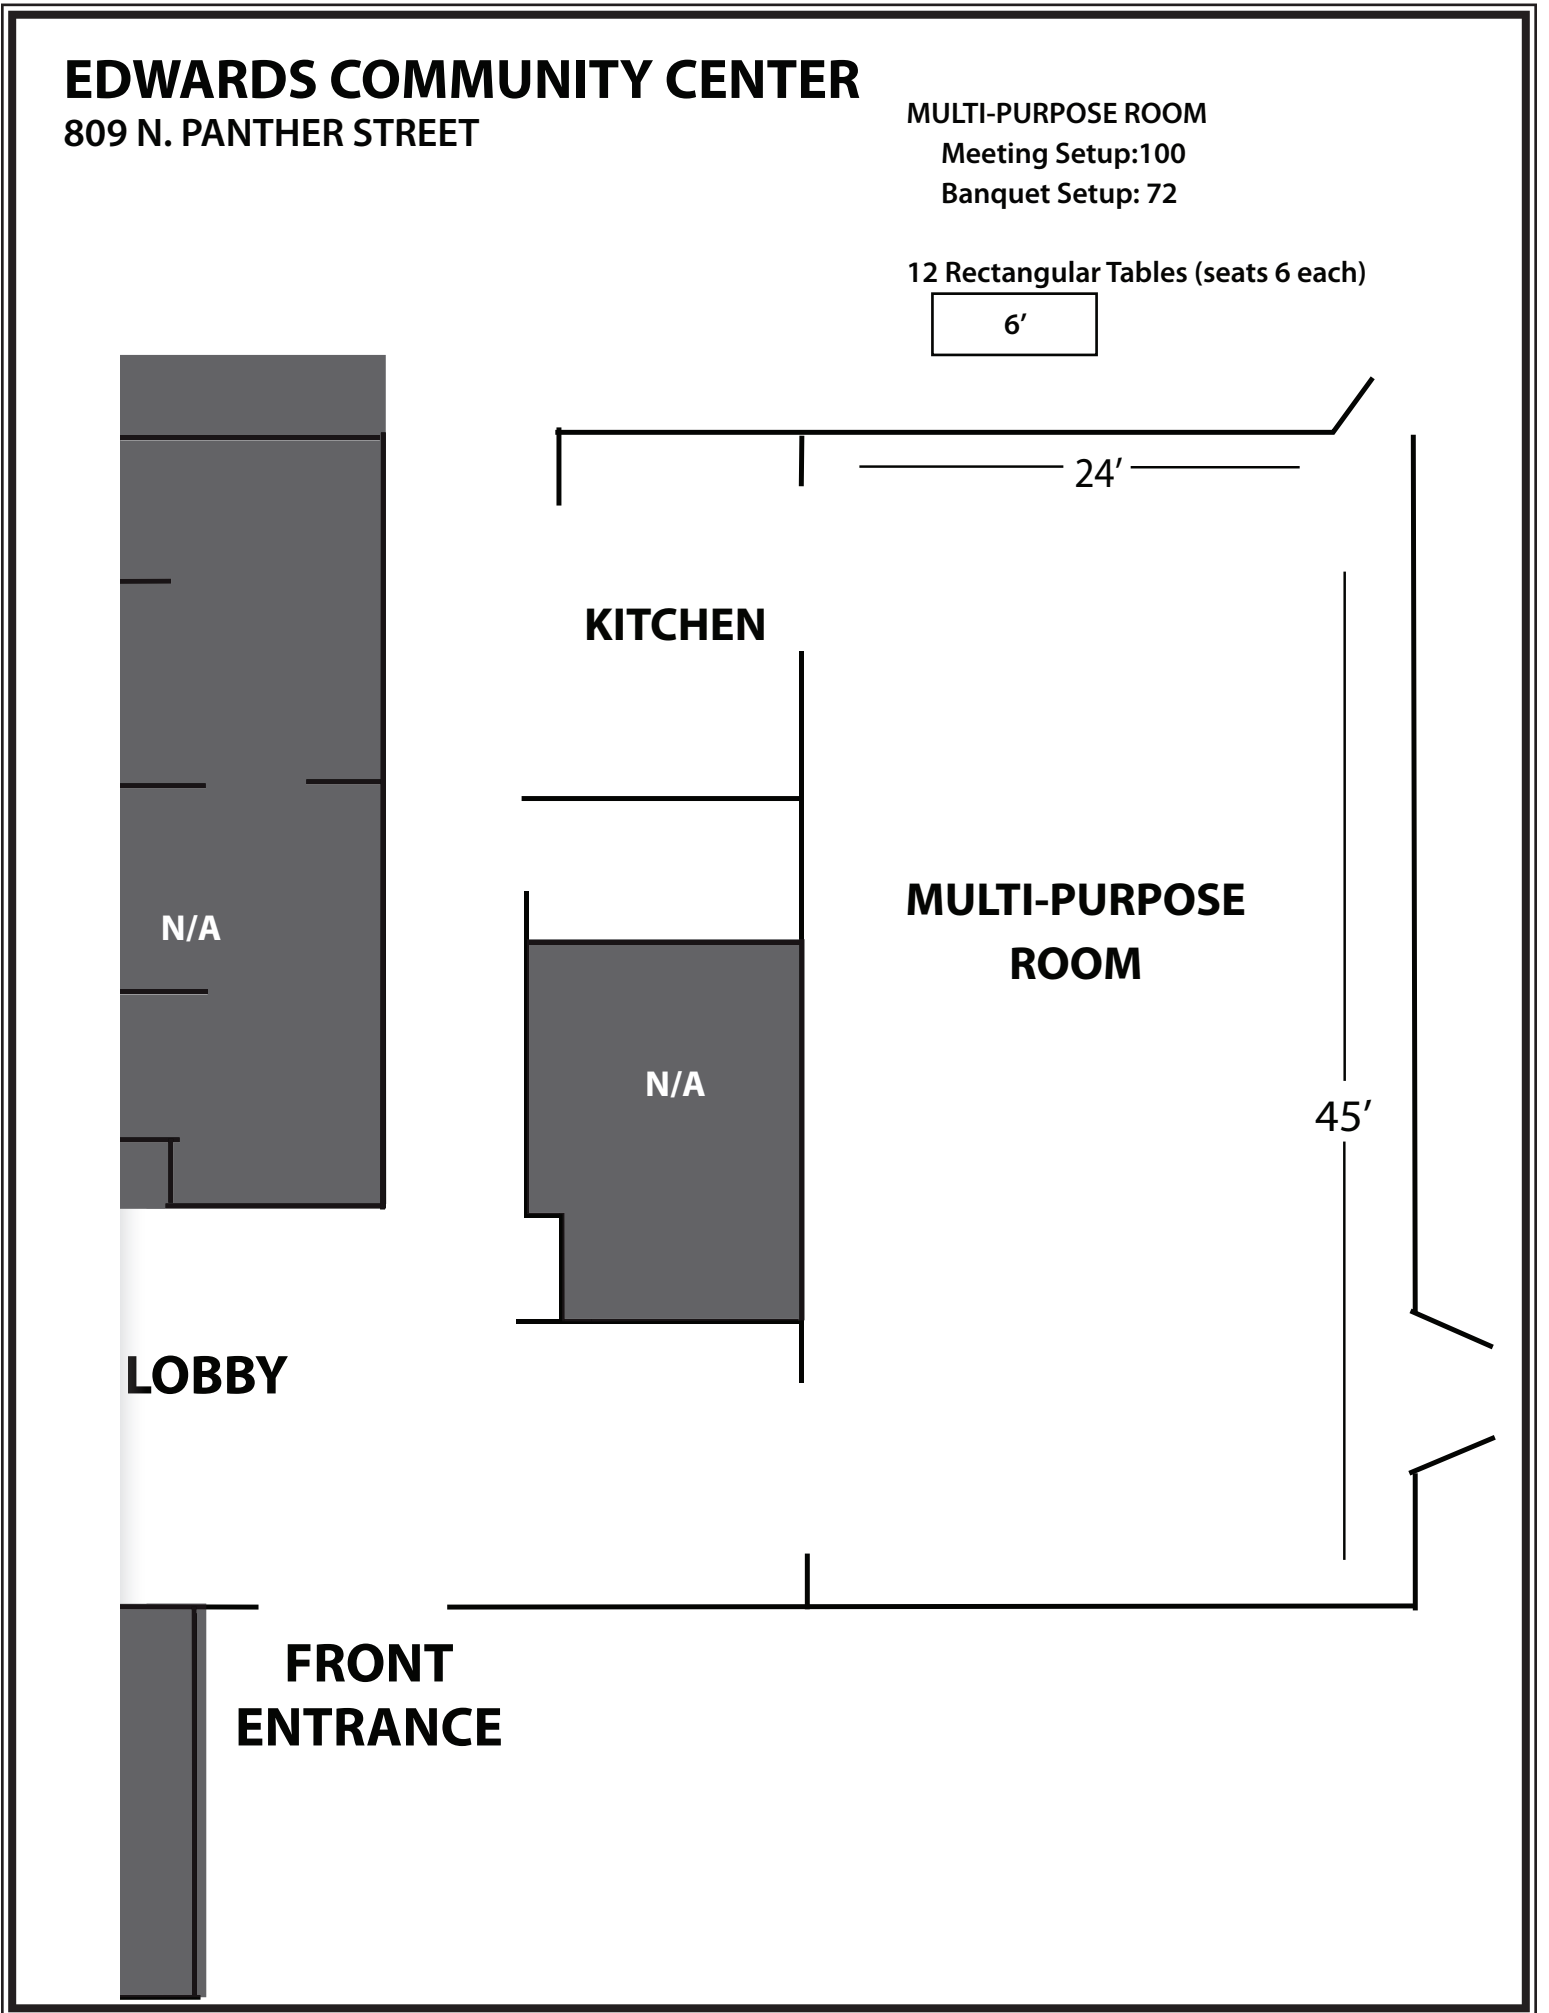 EDWARDS COMMUNITY CENTER
809 N. PANTHER STREET
MULTI-PURPOSE ROOM
Meeting Setup:100
Banquet Setup: 72
12 Rectangular Tables (seats 6 each)
6’
24’
KITCHEN
MULTI-PURPOSE
ROOM
N/A
N/A
45’
LOBBY
FRONT
ENTRANCE